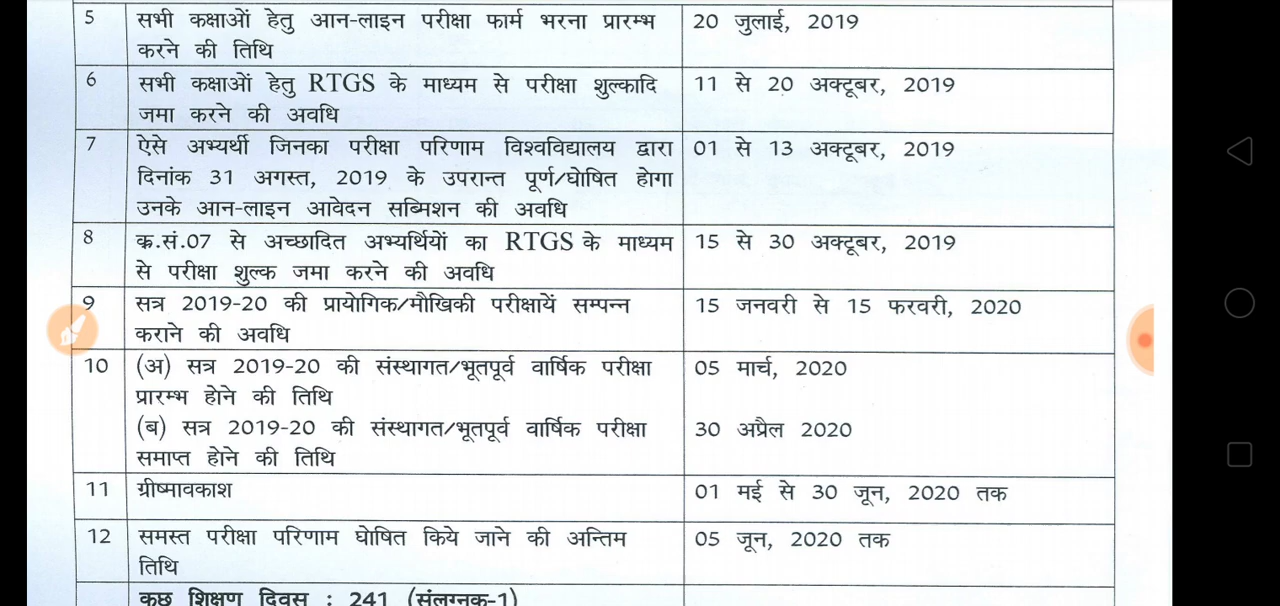 5 सभी कक्षाओं हेतु आन-लाइन परीक्षा फार्म भरना प्रारम्भ 20 जुलाई, 2019
करने की तिथि
6 सभी कक्षाओं हेतु RTGS के माध्यम से परीक्षा शुल्कादि 11 से 20 अक्टूबर, 2019
जमा करने की अवधि
7 ऐसे अभ्यर्थी जिनका परीक्षा परिणाम विश्वविद्यालय द्वारा 01 से 13 अक्टूबर, 2019
दिनांक 31 अगस्त, 2019 के उपरान्त पूर्ण/घोषित होगा
उनके आन-लाइन आवेदन सब्मिशन की अवधि
8 क्र.सं.07 से अच्छादित अभ्यर्थियों का RTGS के माध्यम 15 से 30 अक्टूबर, 2019
से परीक्षा शुल्क जमा करने की अवधि
9 सत्र 2019-20 की प्रायोगिक/मौखिकी परीक्षायें सम्पन्न 15 जनवरी से 15 फरवरी, 2020
कराने की अवधि
10 (अ) सत्र 2019-20 की संस्थागत/भूतपूर्व वार्षिक परीक्षा 05 मार्च, 2020
प्रारम्भ होने की तिथि
(ब) सत्र 2019-20 की संस्थागत/भूतपूर्व वार्षिक परीक्षा 30 अप्रैल 2020
समाप्त होने की तिथि
11 ग्रीष्मावकाश 01 मई से 30 जून, 2020 तक
12 समस्त परीक्षा परिणाम घोषित किये जाने की अन्तिम 05 जून, 2020 तक
तिथि
कुछ शिक्षण दिवस : 241 (संलग्नक-1)